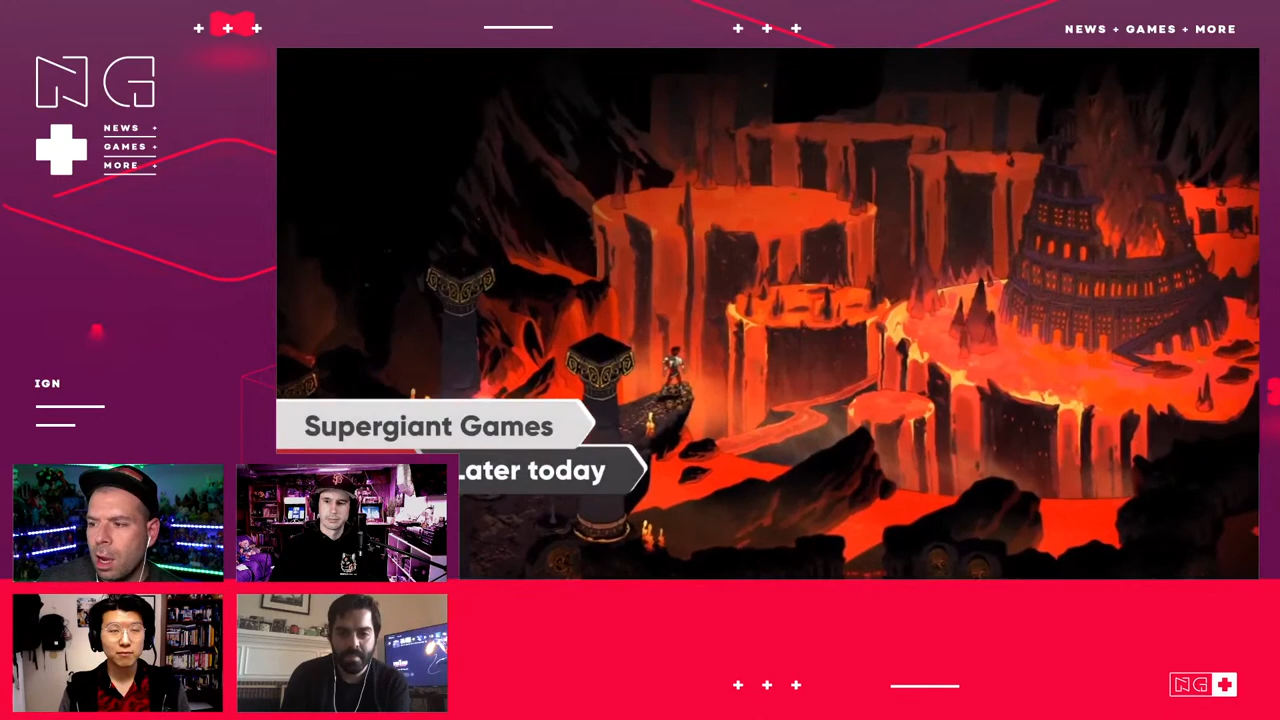 NEWS + GAMES + MORE
NG
NEWS +
GAMES +
MORE +
IGN
Supergiant Games
Later today
NG+